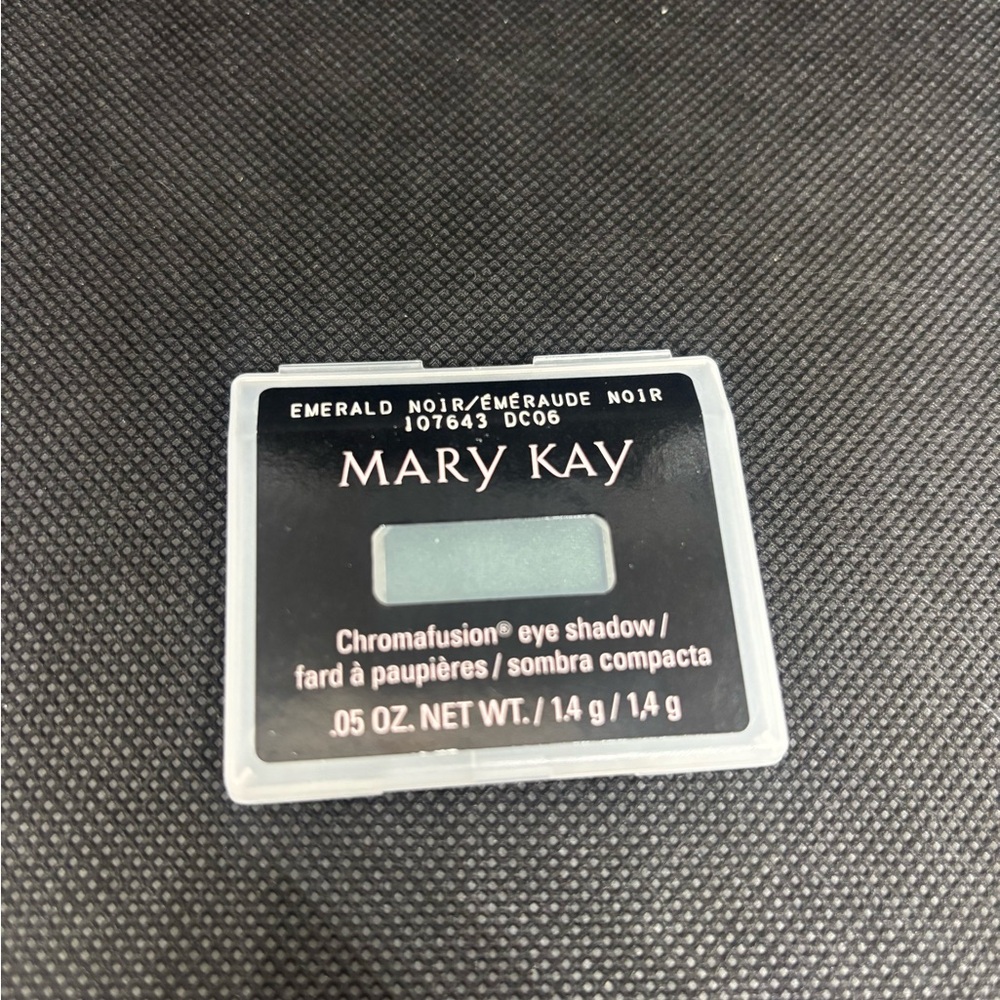 EMERALD NOIR/ÉMÉRAUDE NOIR
107643 DC06
MARY KAY
Chromafusion® eye shadow /
fard à paupières / sombra compacta
.05 OZ. NET WT. / 1.4 g / 1,4 g